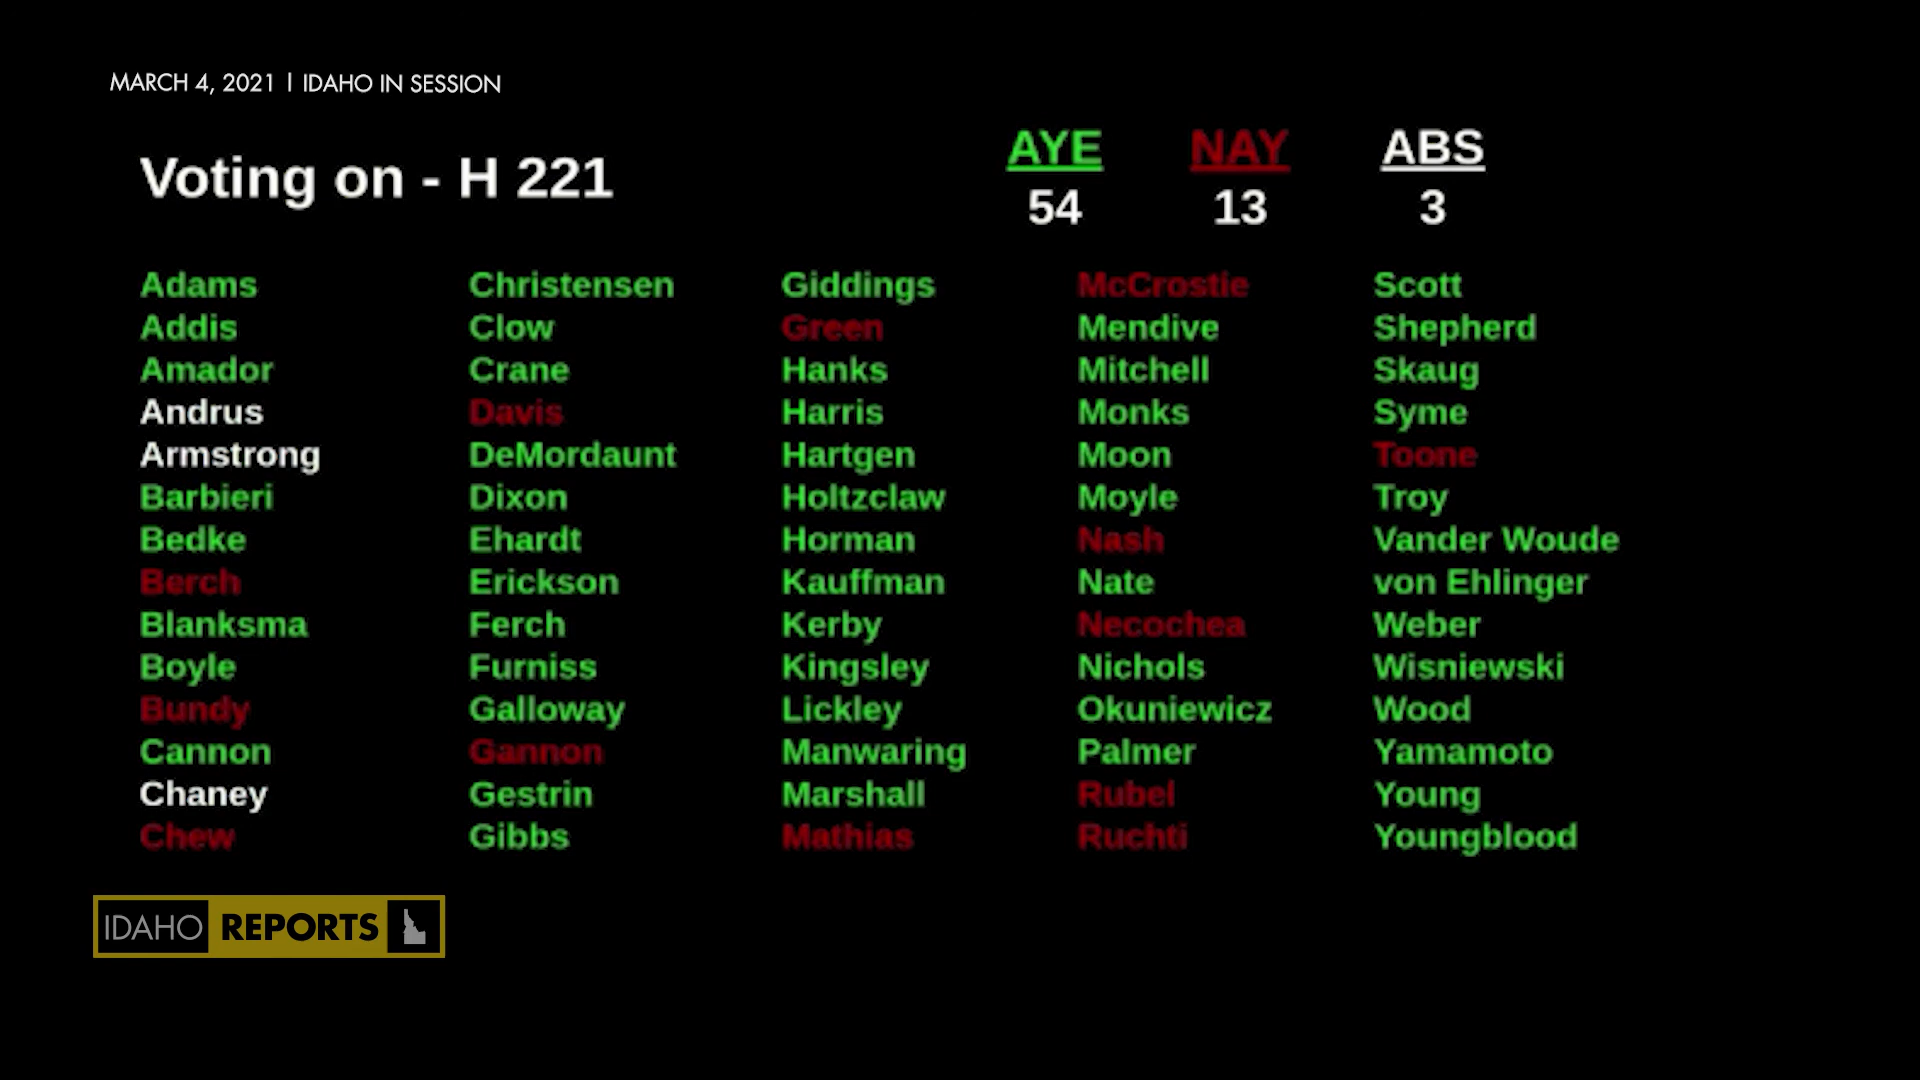 MARCH 4, 2021 | IDAHO IN SESSION
Voting on - H 221
AYE NAY ABS
54 13 3
Adams Christensen Giddings McCrostie Scott
Addis Clow Green Mendive Shepherd
Amador Crane Hanks Mitchell Skaug
Andrus Davis Harris Monks Syme
Armstrong DeMordaunt Hartgen Moon Toone
Barbieri Dixon Holtzclaw Moyle Troy
Bedke Ehardt Horman Nash Vander Woude
Berch Erickson Kauffman Nate von Ehlinger
Blanksma Ferch Kerby Necochea Weber
Boyle Furniss Kingsley Nichols Wisniewski
Bundy Galloway Lickley Okuniewicz Wood
Cannon Gannon Manwaring Palmer Yamamoto
Chaney Gestrin Marshall Rubel Young
Chew Gibbs Mathias Ruchti Youngblood
IDAHO REPORTS